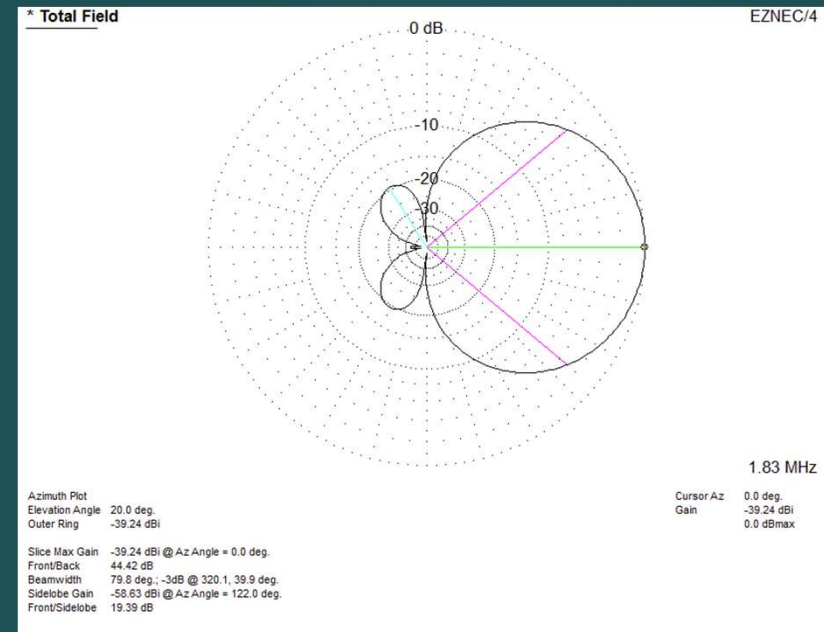 * Total Field
EZNEC/4
0 dB
-10
-20
-30
1.83 MHz
Azimuth Plot
Elevation Angle 20.0 deg.
Outer Ring -39.24 dBi
Slice Max Gain -39.24 dBi @ Az Angle = 0.0 deg.
Front/Back 44.42 dB
Beamwidth 79.8 deg.; -3dB @ 320.1, 39.9 deg.
Sidelobe Gain -58.63 dBi @ Az Angle = 122.0 deg.
Front/Sidelobe 19.39 dB
Cursor Az 0.0 deg.
Gain -39.24 dBi
0.0 dBmax